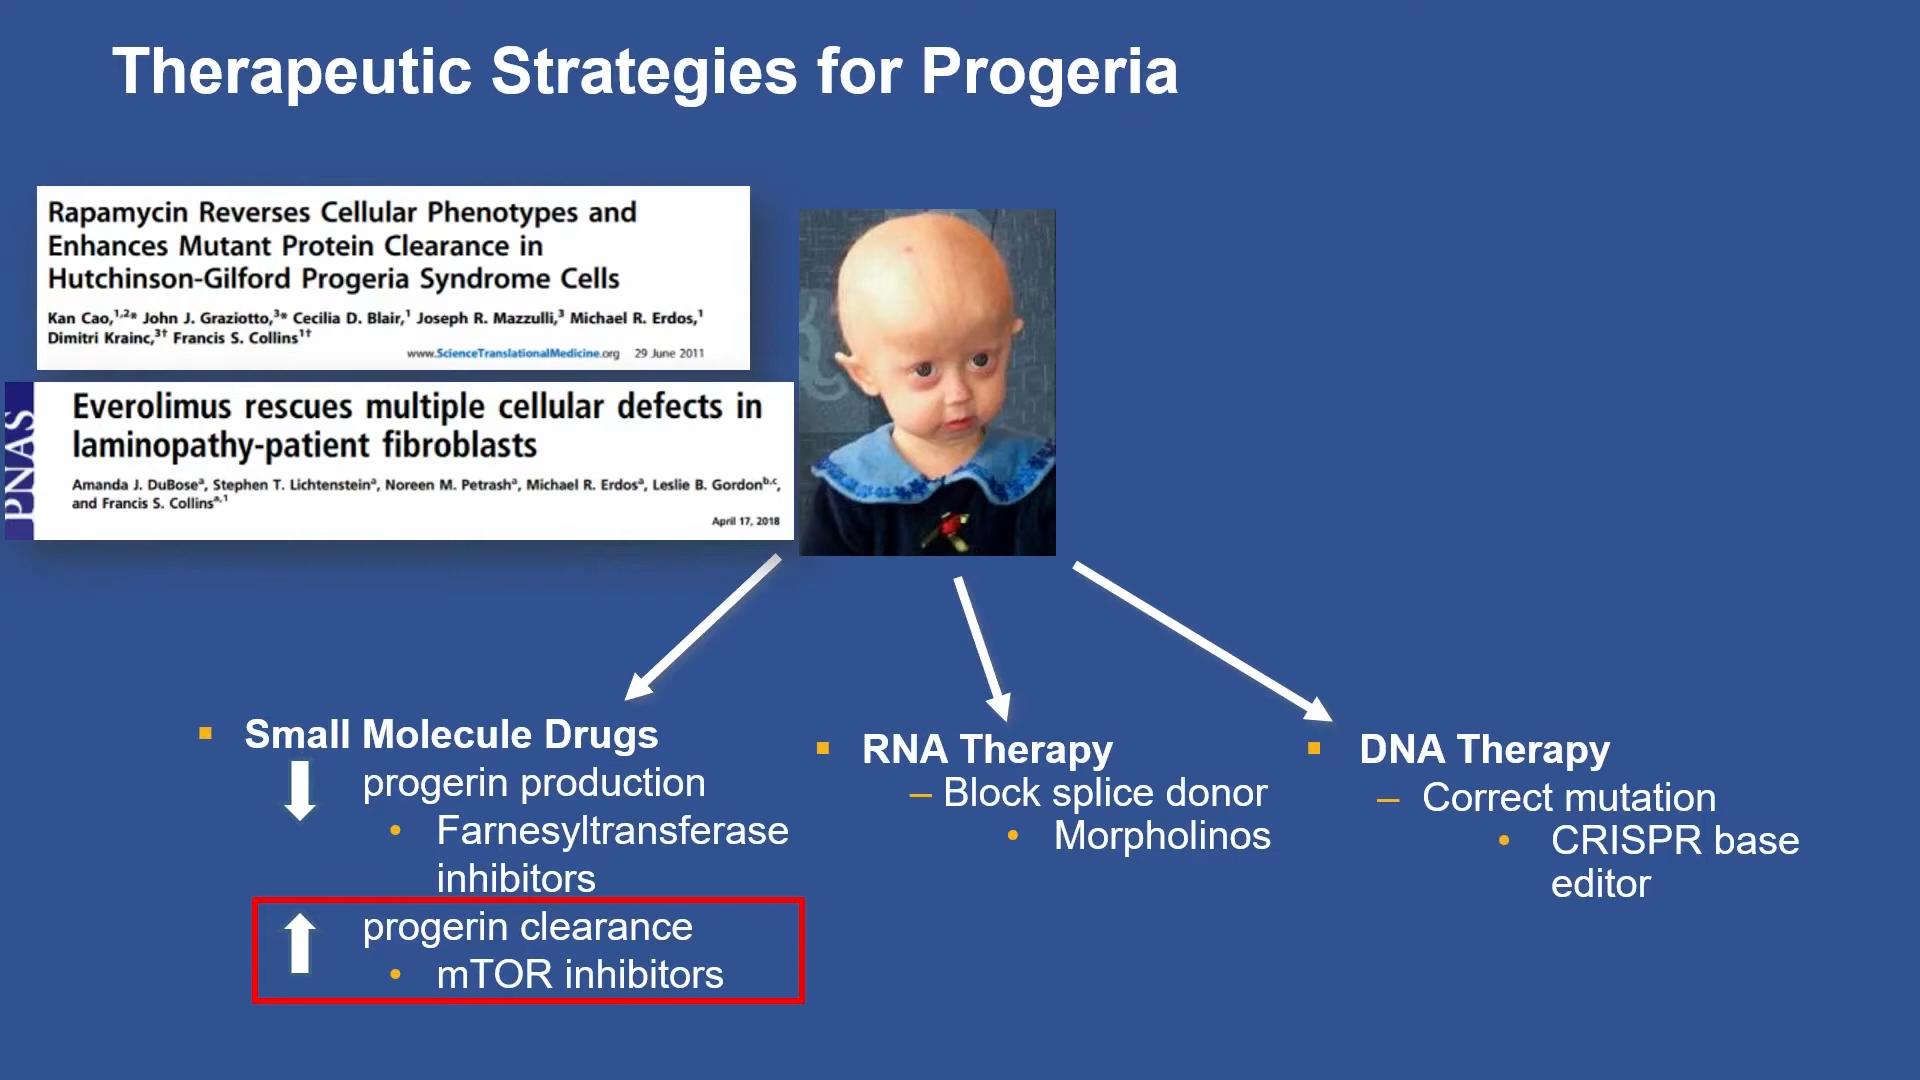 Therapeutic Strategies for Progeria
Rapamycin Reverses Cellular Phenotypes and
Enhances Mutant Protein Clearance in
Hutchinson-Gilford Progeria Syndrome Cells
Kan Cao,1,2* John J. Graziotto,3* Cecilia D. Blair,1 Joseph R. Mazzulli,3 Michael R. Erdos,1
Dimitri Krainc,3† Francis S. Collins1†
www.ScienceTranslationalMedicine.org 29 June 2011
PNAS
Everolimus rescues multiple cellular defects in
laminopathy-patient fibroblasts
Amanda J. DuBosea, Stephen T. Lichtensteina, Noreen M. Petrasha, Michael R. Erdosa, Leslie B. Gordonb,c,
and Francis S. Collinsa,1
April 17, 2018
▪ Small Molecule Drugs
progerin production
• Farnesyltransferase
inhibitors
progerin clearance
• mTOR inhibitors
▪ RNA Therapy
– Block splice donor
• Morpholinos
▪ DNA Therapy
– Correct mutation
• CRISPR base
editor